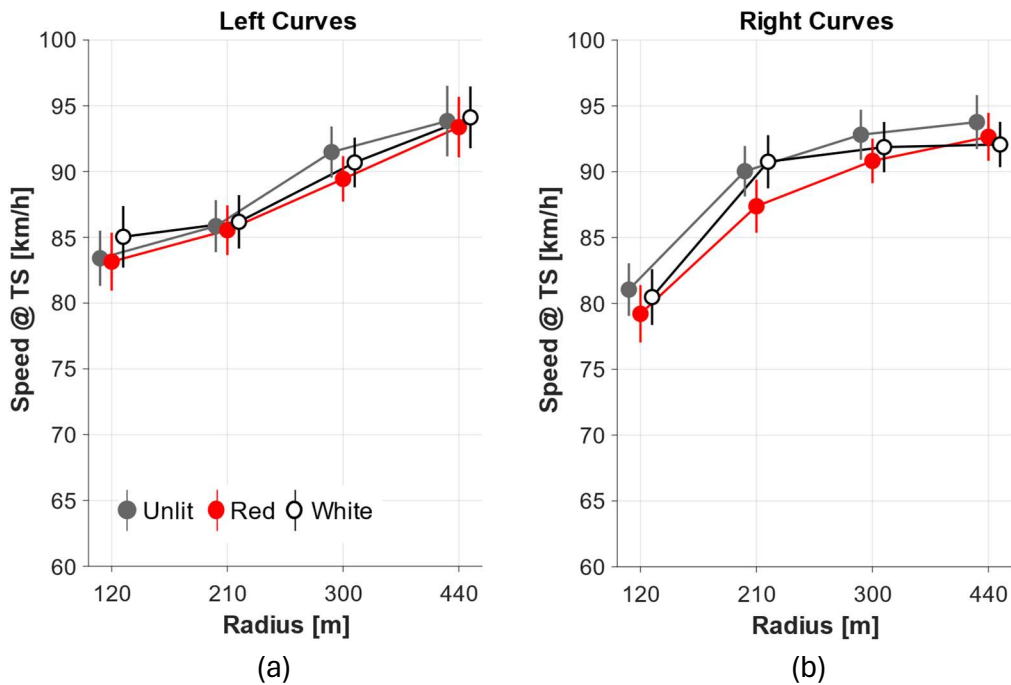 Left Curves
100
95
90
85
80
75
70
65
60
Speed @ TS [km/h]
Unlit Red White
120 210 300 440
Radius [m]
(a)
Right Curves
100
95
90
85
80
75
70
65
60
Speed @ TS [km/h]
120 210 300 440
Radius [m]
(b)